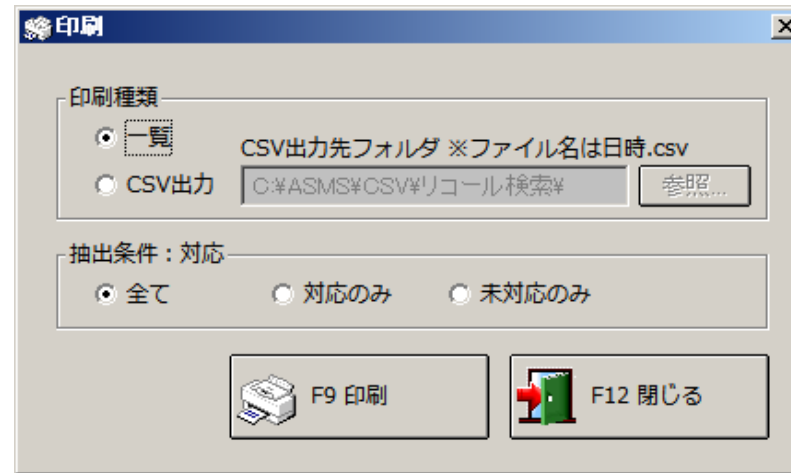 印刷
印刷種類
一覧
CSV出力先フォルダ ※ファイル名は日時.csv
CSV出力
C:¥ASMS¥CSV¥リコール検索¥
参照...
抽出条件：対応
全て
対応のみ
未対応のみ
F9 印刷
F12 閉じる